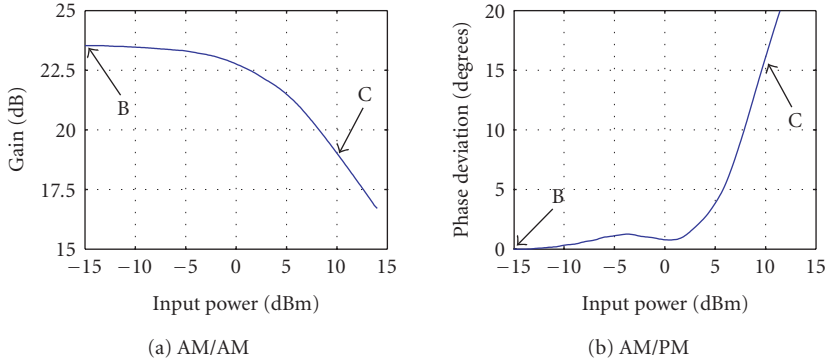 25
22.5
20
17.5
15
Gain (dB)
B
C
−15 −10 −5 0 5 10 15
Input power (dBm)
(a) AM/AM
20
15
10
5
0
Phase deviation (degrees)
B
C
−15 −10 −5 0 5 10 15
Input power (dBm)
(b) AM/PM